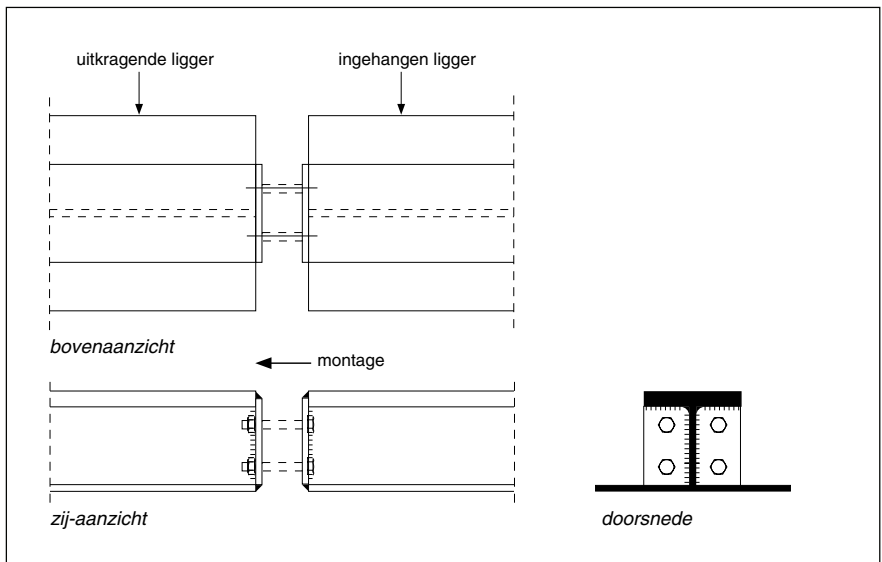 uitkragende ligger
ingehangen ligger
bovenaanzicht
montage
zij-aanzicht
doorsnede